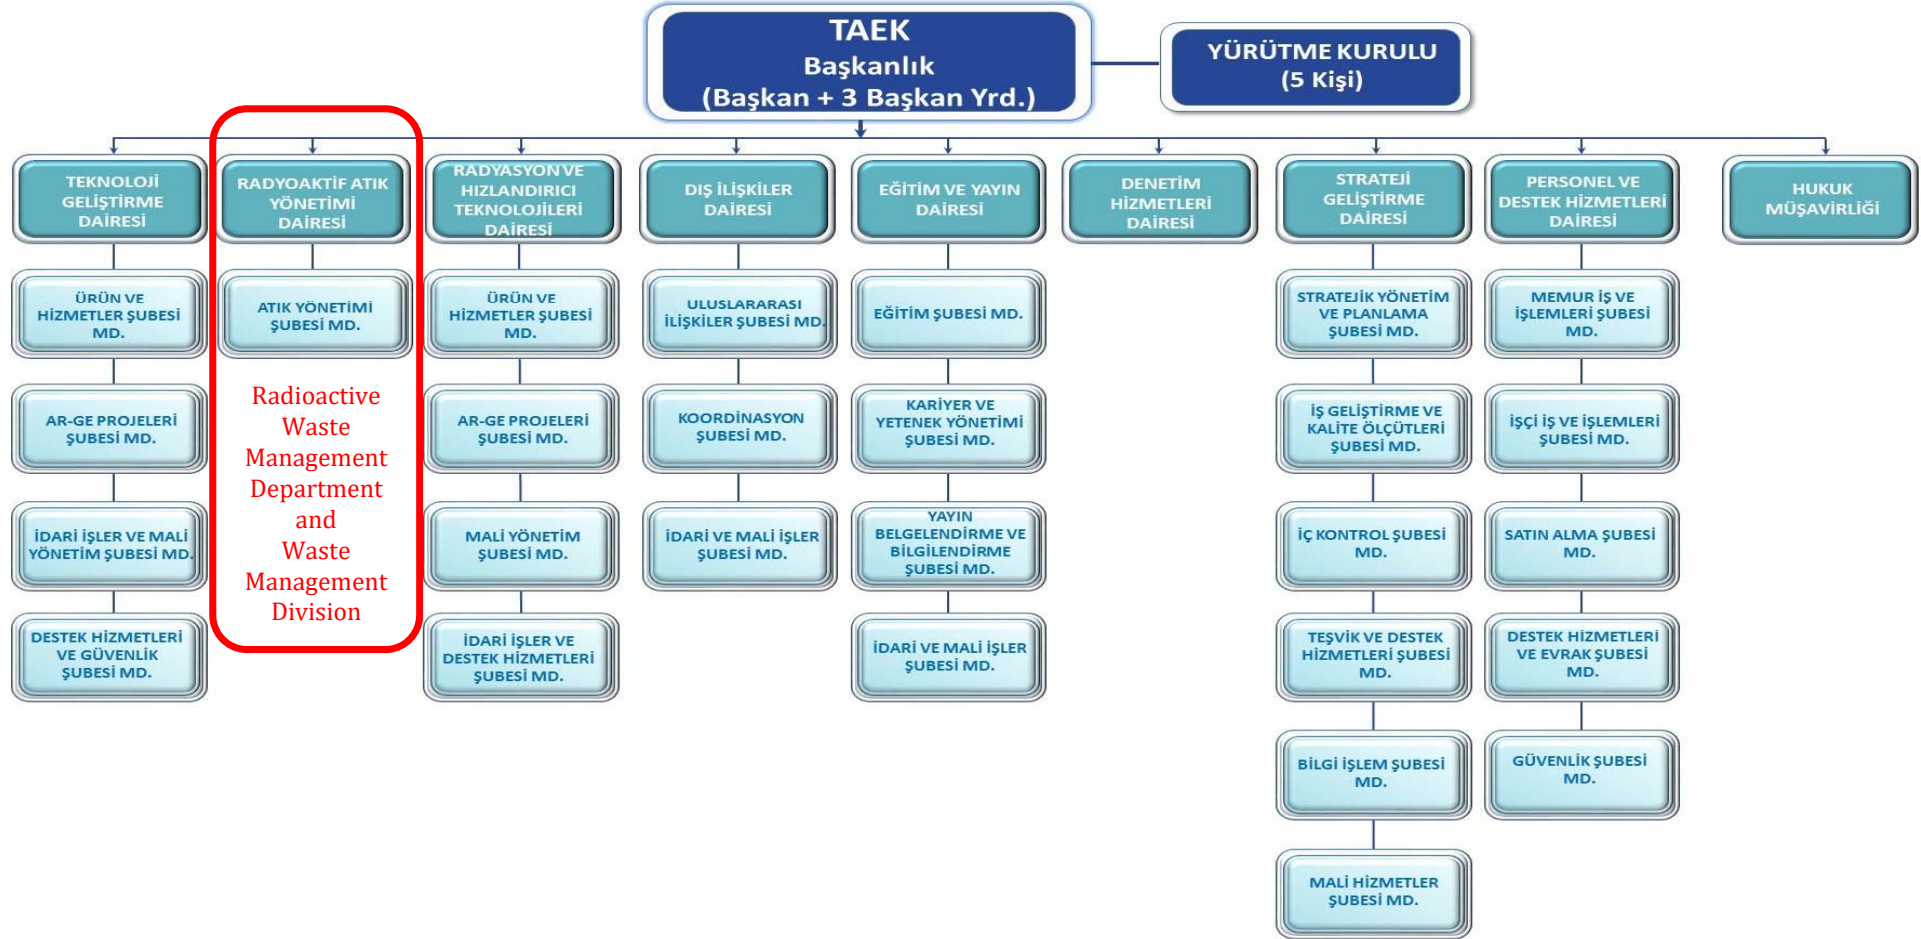 TAEK
Başkanlık
(Başkan + 3 Başkan Yrd.)
YÜRÜTME KURULU
(5 Kişi)
TEKNOLOJİ
GELİŞTİRME
DAİRESİ
ÜRÜN VE
HİZMETLER ŞUBESİ
MD.
AR-GE PROJELERİ
ŞUBESİ MD.
İDARİ İŞLER VE MALİ
YÖNETİM ŞUBESİ MD.
DESTEK HİZMETLERİ
VE GÜVENLİK
ŞUBESİ MD.
RADYOAKTİF ATIK
YÖNETİMİ
DAİRESİ
ATIK YÖNETİMİ
ŞUBESİ MD.
Radioactive
Waste
Management
Department
and
Waste
Management
Division
RADYASYON VE
HIZLANDIRICI
TEKNOLOJİLERİ
DAİRESİ
ÜRÜN VE
HİZMETLER ŞUBESİ
MD.
AR-GE PROJELERİ
ŞUBESİ MD.
MALİ YÖNETİM
ŞUBESİ MD.
İDARİ İŞLER VE
DESTEK HİZMETLERİ
ŞUBESİ MD.
DIŞ İLİŞKİLER
DAİRESİ
ULUSLARARASI
İLİŞKİLER ŞUBESİ MD.
KOORDİNASYON
ŞUBESİ MD.
İDARİ VE MALİ İŞLER
ŞUBESİ MD.
EĞİTİM VE YAYIN
DAİRESİ
EĞİTİM ŞUBESİ MD.
KARİYER VE
YETENEK YÖNETİMİ
ŞUBESİ MD.
YAYIN
BELGELENDİRME VE
BİLGİLENDİRME
ŞUBESİ MD.
İDARİ VE MALİ İŞLER
ŞUBESİ MD.
DENETİM
HİZMETLERİ
DAİRESİ
STRATEJİ
GELİŞTİRME
DAİRESİ
STRATEJİK YÖNETİM
VE PLANLAMA
ŞUBESİ MD.
İŞ GELİŞTİRME VE
KALİTE ÖLÇÜTLERİ
ŞUBESİ MD.
İÇ KONTROL ŞUBESİ
MD.
TEŞVİK VE DESTEK
HİZMETLERİ ŞUBESİ
MD.
BİLGİ İŞLEM ŞUBESİ
MD.
MALİ HİZMETLER
ŞUBESİ MD.
PERSONEL VE
DESTEK HİZMETLERİ
DAİRESİ
MEMUR İŞ VE
İŞLEMLERİ ŞUBESİ
MD.
İŞÇİ İŞ VE İŞLEMLERİ
ŞUBESİ MD.
SATIN ALMA ŞUBESİ
MD.
DESTEK HİZMETLERİ
VE EVRAK ŞUBESİ
MD.
GÜVENLİK ŞUBESİ
MD.
HUKUK
MÜŞAVİRLİĞİ